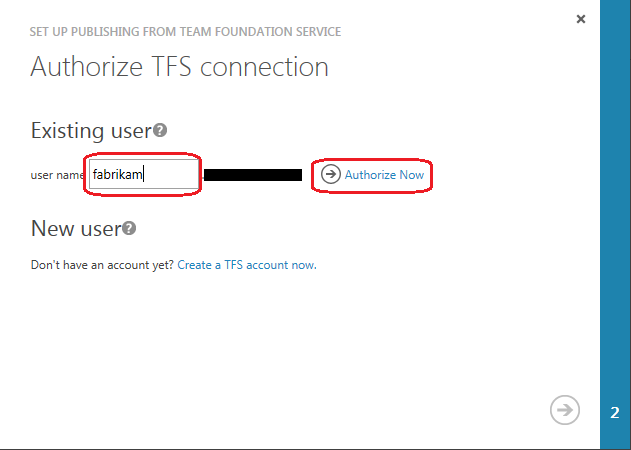 SET UP PUBLISHING FROM TEAM FOUNDATION SERVICE
Authorize TFS connection
Existing user?
user name fabrikam Authorize Now
New user?
Don't have an account yet? Create a TFS account now.
2